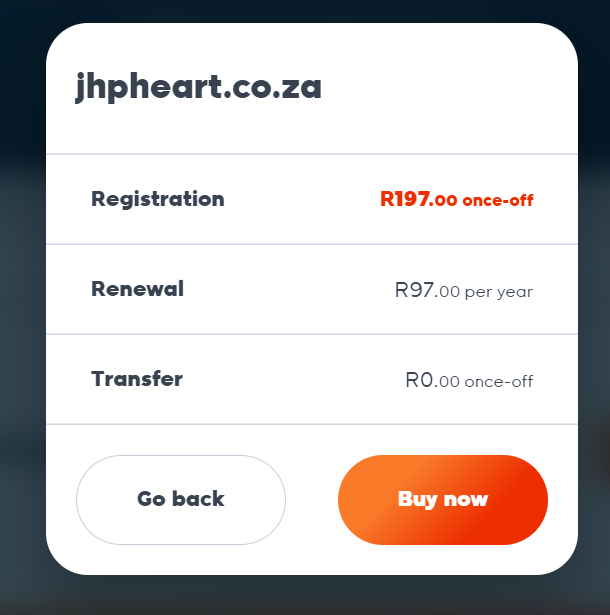 jhpheart.co.za
Registration R197.00 once-off
Renewal R97.00 per year
Transfer R0.00 once-off
Go back Buy now